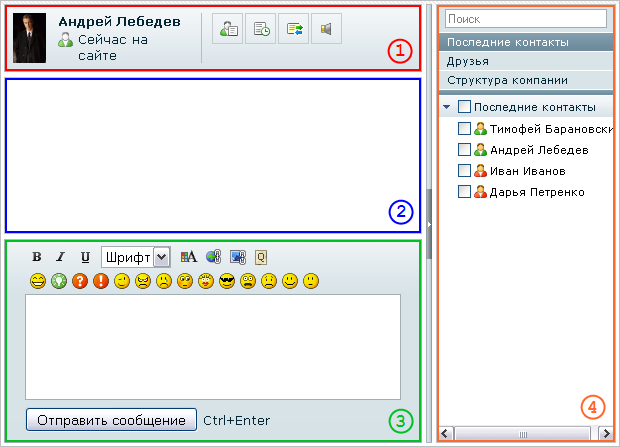 Андрей Лебедев
Сейчас на
сайте
1
2
B I U Шрифт A Q
? !
Отправить сообщение Ctrl+Enter
3
Поиск
Последние контакты
Друзья
Структура компании
Последние контакты
Тимофей Барановски
Андрей Лебедев
Иван Иванов
Дарья Петренко
4